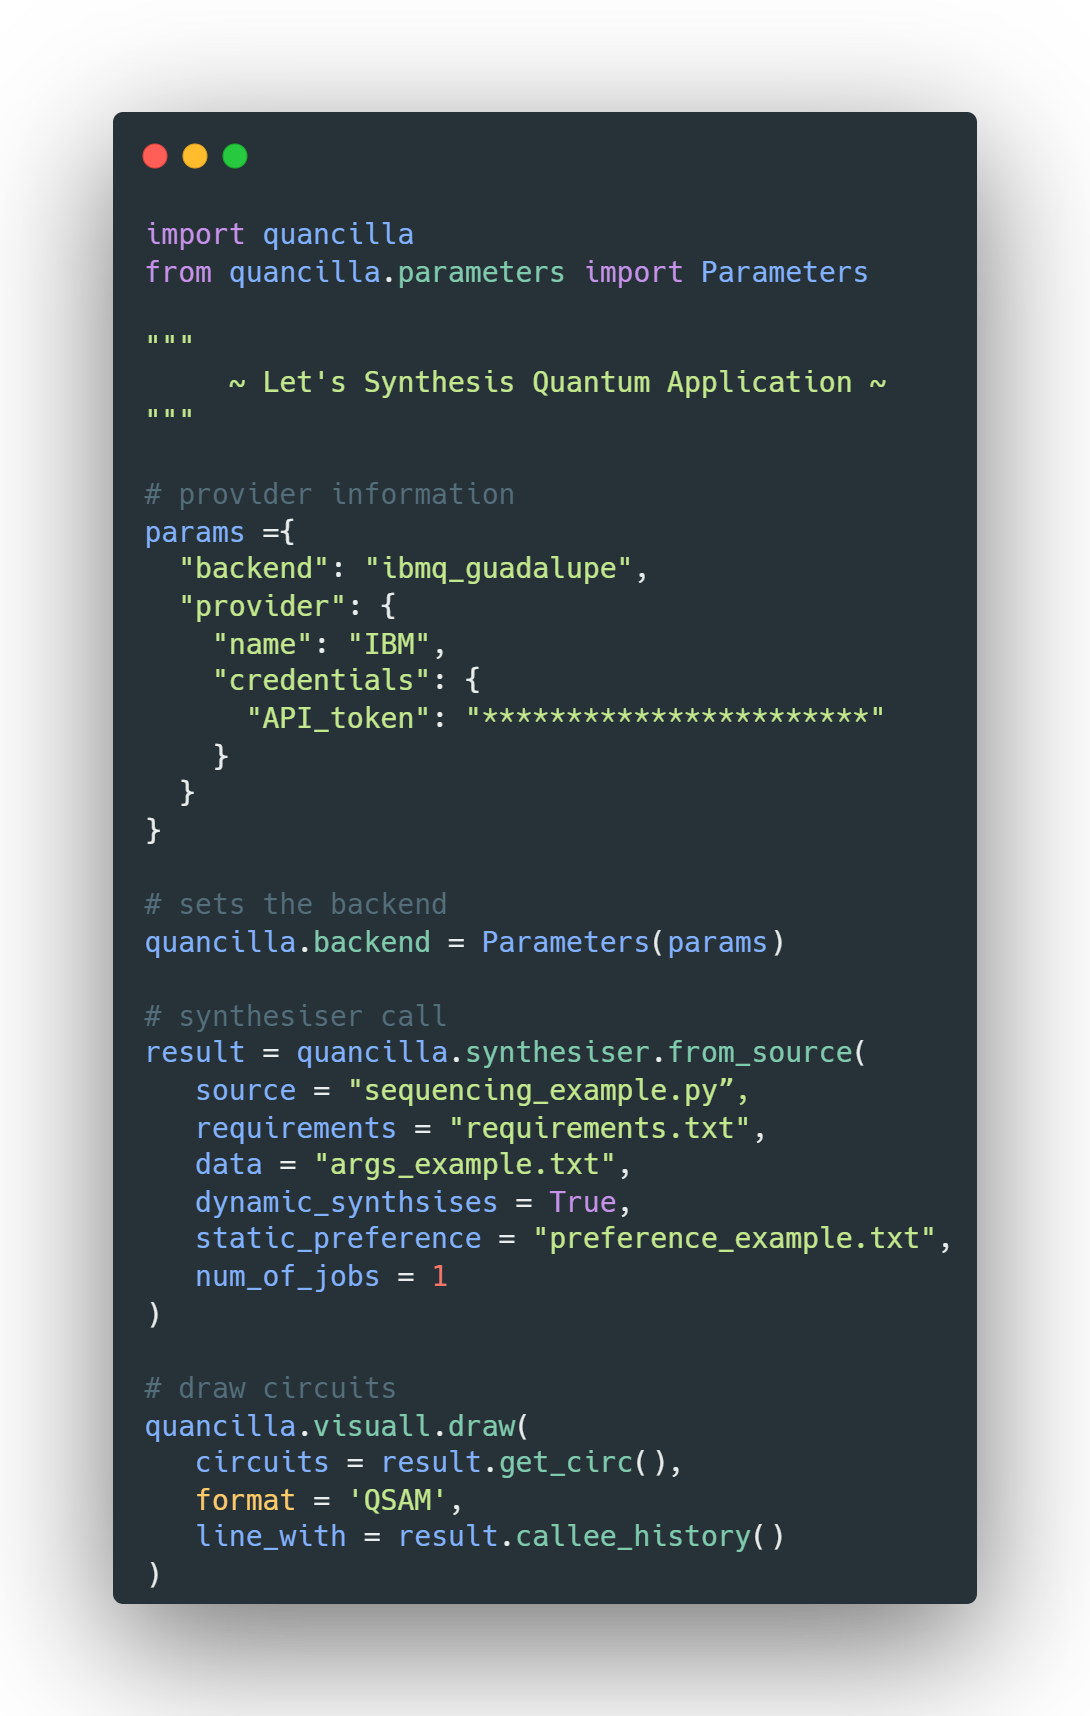 import quancilla
from quancilla.parameters import Parameters
"""
     ~ Let's Synthesis Quantum Application ~
"""
# provider information
params ={
  "backend": "ibmq_guadalupe",
  "provider": {
    "name": "IBM",
    "credentials": {
      "API_token": "***********************"
    }
  }
}
# sets the backend
quancilla.backend = Parameters(params)
# synthesiser call
result = quancilla.synthesiser.from_source(
   source = "sequencing_example.py”,
   requirements = "requirements.txt",
   data = "args_example.txt",
   dynamic_synthsises = True,
   static_preference = "preference_example.txt",
   num_of_jobs = 1
)
# draw circuits
quancilla.visuall.draw(
   circuits = result.get_circ(),
   format = 'QSAM',
   line_with = result.callee_history()
)